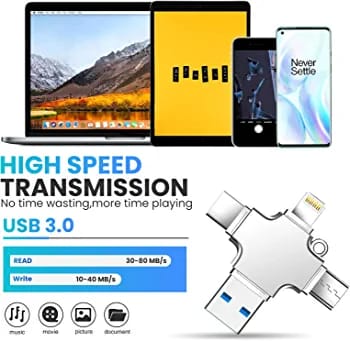 Never
Settle
HIGH SPEED
TRANSMISSION
No time wasting,more time playing
USB 3.0
READ
30-80 MB/s
Write
10-40 MB/s
music
movie
picture
document